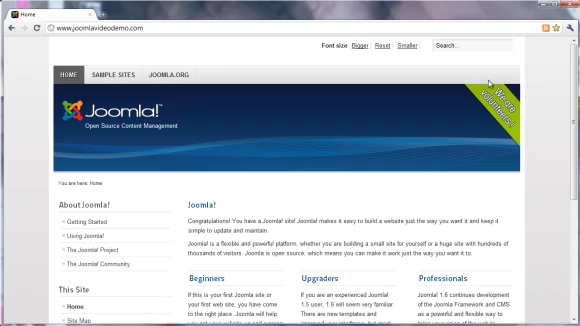 Home
www.joomlavideodemo.com
Font size Bigger Reset Smaller Search...
HOME SAMPLE SITES JOOMLA.ORG
Joomla!
Open Source Content Management
We are
volunteers!
You are here: Home
About Joomla!
Getting Started
Using Joomla!
The Joomla! Project
The Joomla! Community
This Site
Home
Site Map
Joomla!
Congratulations! You have a Joomla! site! Joomla! makes it easy to build a website just the way you want it and keep it
simple to update and maintain.
Joomla! is a flexible and powerful platform, whether you are building a small site for yourself or a huge site with hundreds of
thousands of visitors. Joomla is open source, which means you can make it work just the way you want it to.
Beginners
If this is your first Joomla site or
your first web site, you have come
to the right place. Joomla will help
Upgraders
If you are an experienced Joomla!
1.5 user, 1.6 will seem very familiar.
There are new templates and
Professionals
Joomla! 1.6 continues development
of the Joomla Framework and CMS
as a powerful and flexible way to